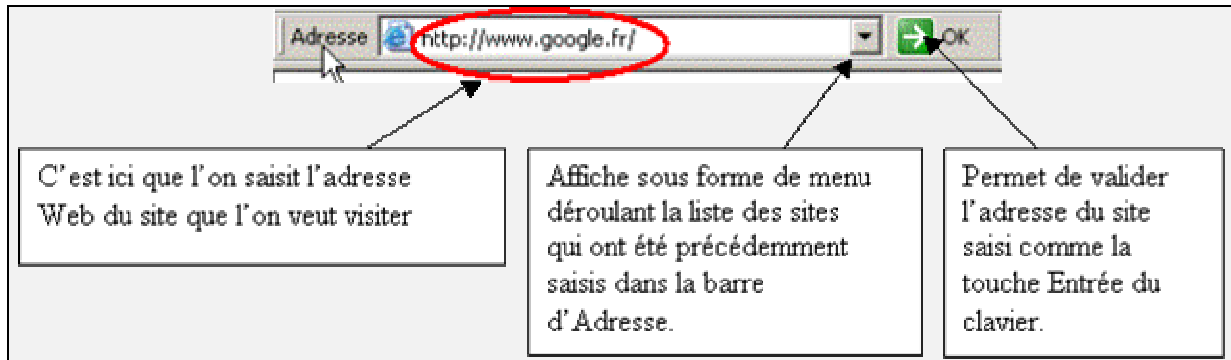 Adresse http://www.google.fr/ OK
C'est ici que l'on saisit l'adresse
Web du site que l'on veut visiter
Affiche sous forme de menu
déroulant la liste des sites
qui ont été précédemment
saisis dans la barre
d'Adresse.
Permet de valider
l'adresse du site
saisi comme la
touche Entrée du
clavier.